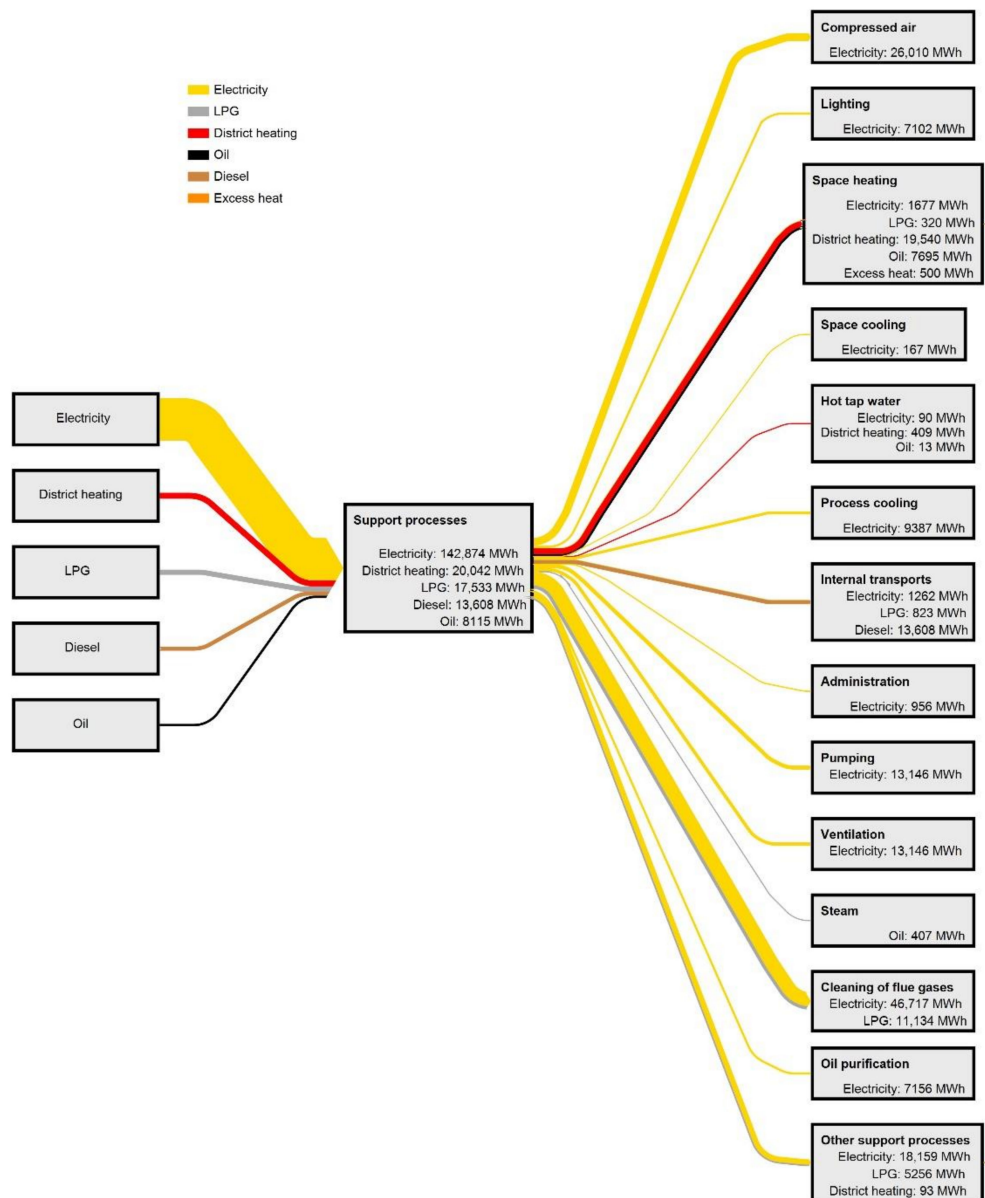 Electricity
LPG
District heating
Oil
Diesel
Excess heat
Electricity
District heating
LPG
Diesel
Oil
Support processes
Electricity: 142,874 MWh
District heating: 20,042 MWh
LPG: 17,533 MWh
Diesel: 13,608 MWh
Oil: 8115 MWh
Compressed air
Electricity: 26,010 MWh
Lighting
Electricity: 7102 MWh
Space heating
Electricity: 1677 MWh
LPG: 320 MWh
District heating: 19,540 MWh
Oil: 7695 MWh
Excess heat: 500 MWh
Space cooling
Electricity: 167 MWh
Hot tap water
Electricity: 90 MWh
District heating: 409 MWh
Oil: 13 MWh
Process cooling
Electricity: 9387 MWh
Internal transports
Electricity: 1262 MWh
LPG: 823 MWh
Diesel: 13,608 MWh
Administration
Electricity: 956 MWh
Pumping
Electricity: 13,146 MWh
Ventilation
Electricity: 13,146 MWh
Steam
Oil: 407 MWh
Cleaning of flue gases
Electricity: 46,717 MWh
LPG: 11,134 MWh
Oil purification
Electricity: 7156 MWh
Other support processes
Electricity: 18,159 MWh
LPG: 5256 MWh
District heating: 93 MWh